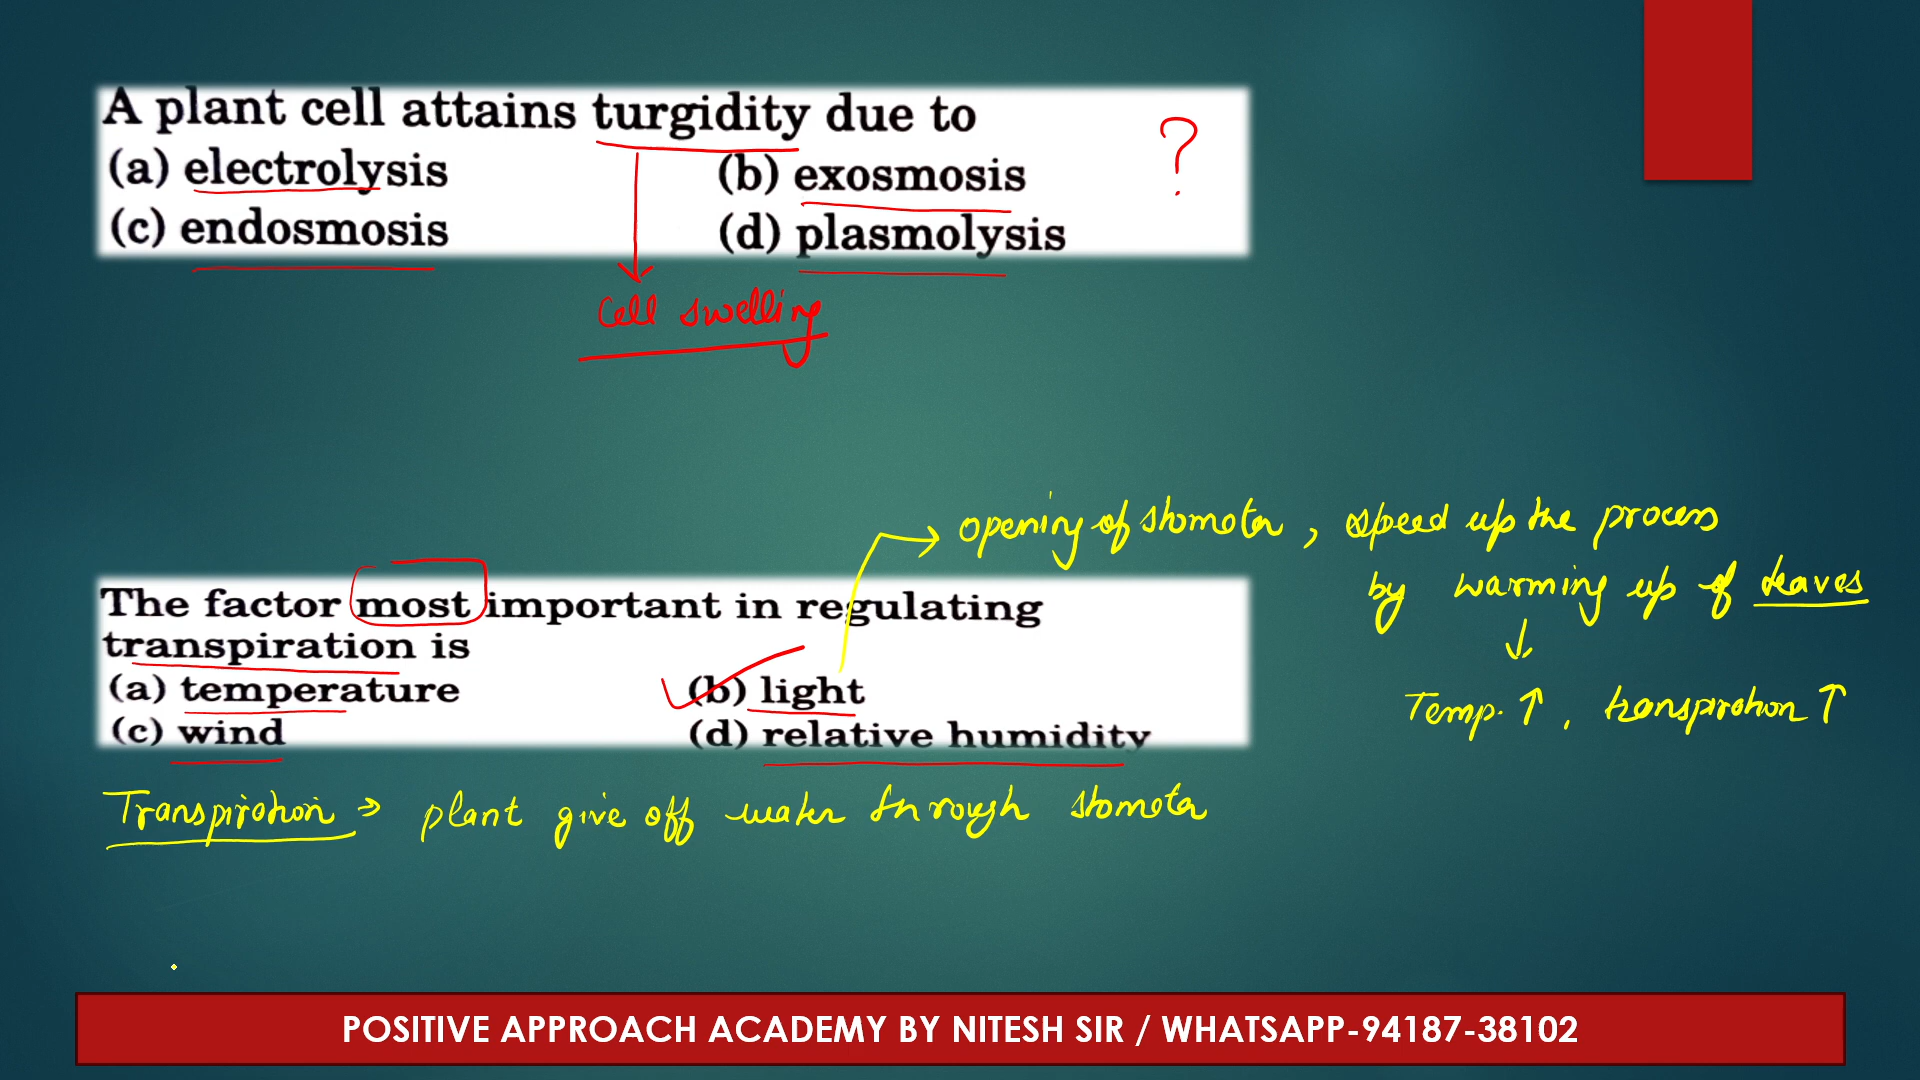 A plant cell attains turgidity due to
?
(a) electrolysis (b) exosmosis
(c) endosmosis (d) plasmolysis
Cell swelling
opening of stomata, speed up the process
by warming up of leaves
The factor most important in regulating
transpiration is
(a) temperature (b) light
Temp. ↑, transpiration ↑
(c) wind (d) relative humidity
Transpiration → plant give off water through stomata
POSITIVE APPROACH ACADEMY BY NITESH SIR / WHATSAPP-94187-38102